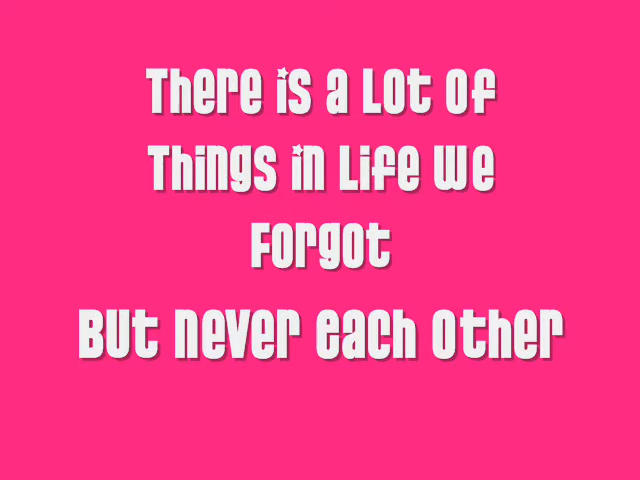 There is a Lot Of
Things in Life We
Forgot
But never each Other